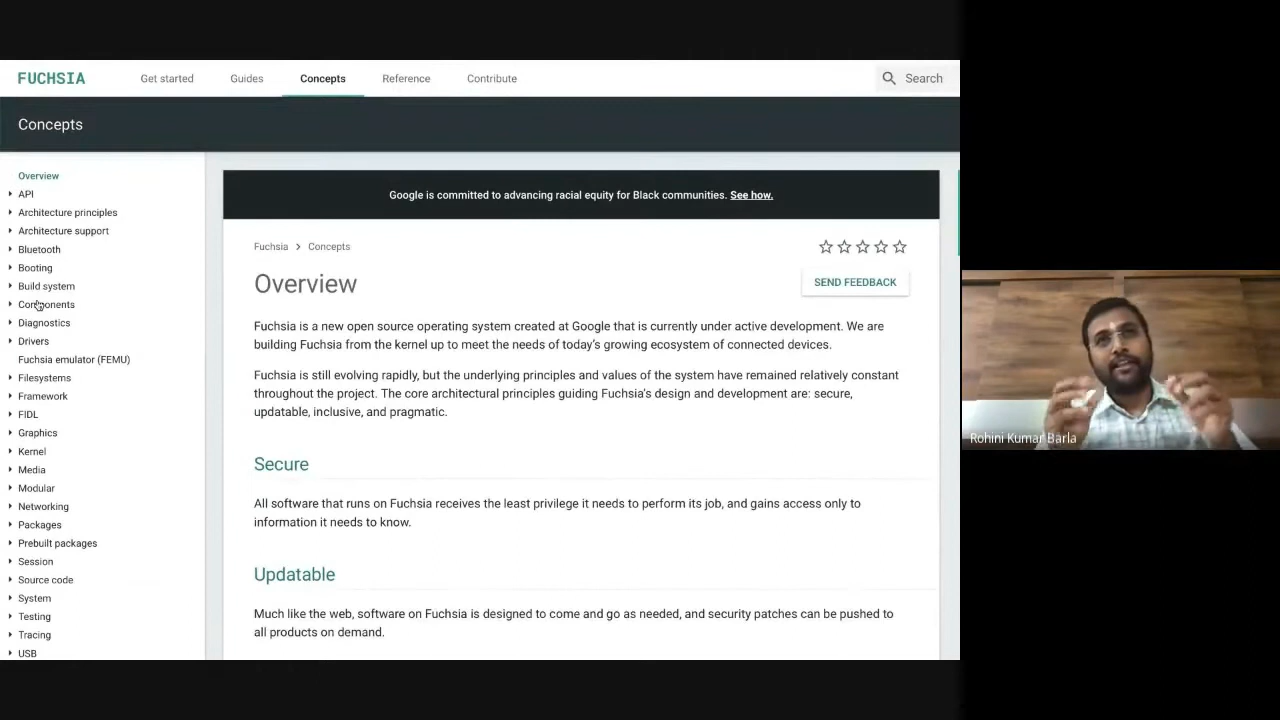 FUCHSIA
Get started
Guides
Concepts
Reference
Contribute
Search
Concepts
Overview
API
Architecture principles
Architecture support
Bluetooth
Booting
Build system
Components
Diagnostics
Drivers
Fuchsia emulator (FEMU)
Filesystems
Framework
FIDL
Graphics
Kernel
Media
Modular
Networking
Packages
Prebuilt packages
Session
Source code
System
Testing
Tracing
USB
Google is committed to advancing racial equity for Black communities. See how.
Fuchsia > Concepts
Overview
SEND FEEDBACK
Fuchsia is a new open source operating system created at Google that is currently under active development. We are
building Fuchsia from the kernel up to meet the needs of today's growing ecosystem of connected devices.
Fuchsia is still evolving rapidly, but the underlying principles and values of the system have remained relatively constant
throughout the project. The core architectural principles guiding Fuchsia's design and development are: secure,
updatable, inclusive, and pragmatic.
Secure
All software that runs on Fuchsia receives the least privilege it needs to perform its job, and gains access only to
information it needs to know.
Updatable
Much like the web, software on Fuchsia is designed to come and go as needed, and security patches can be pushed to
all products on demand.
Rohini Kumar Barla